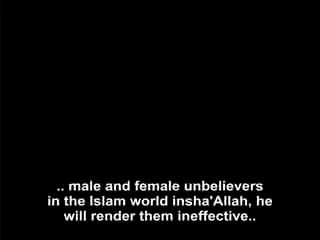 .. male and female unbelievers
in the Islam world insha'Allah, he
will render them ineffective..